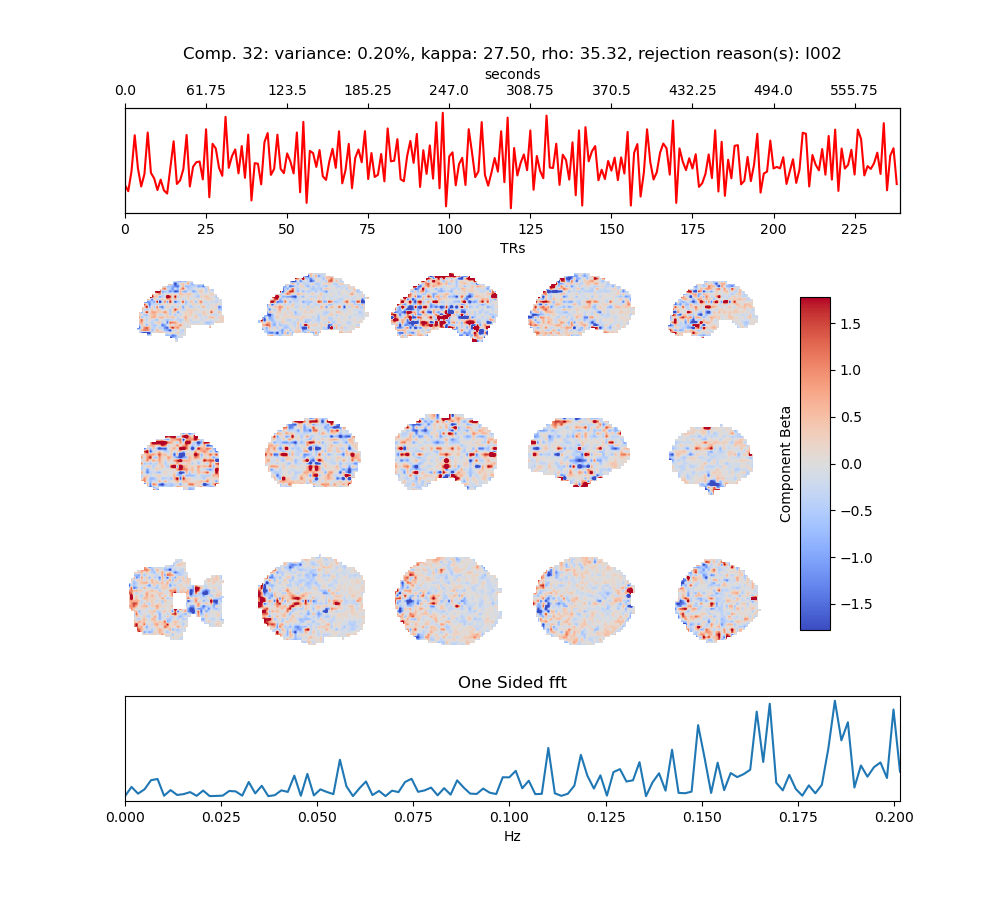 Comp. 32: variance: 0.20%, kappa: 27.50, rho: 35.32, rejection reason(s): I002
seconds
0.0 61.75 123.5 185.25 247.0 308.75 370.5 432.25 494.0 555.75
0 25 50 75 100 125 150 175 200 225
TRs
1.5
1.0
0.5
0.0
−0.5
−1.0
−1.5
Component Beta
One Sided fft
0.000 0.025 0.050 0.075 0.100 0.125 0.150 0.175 0.200
Hz